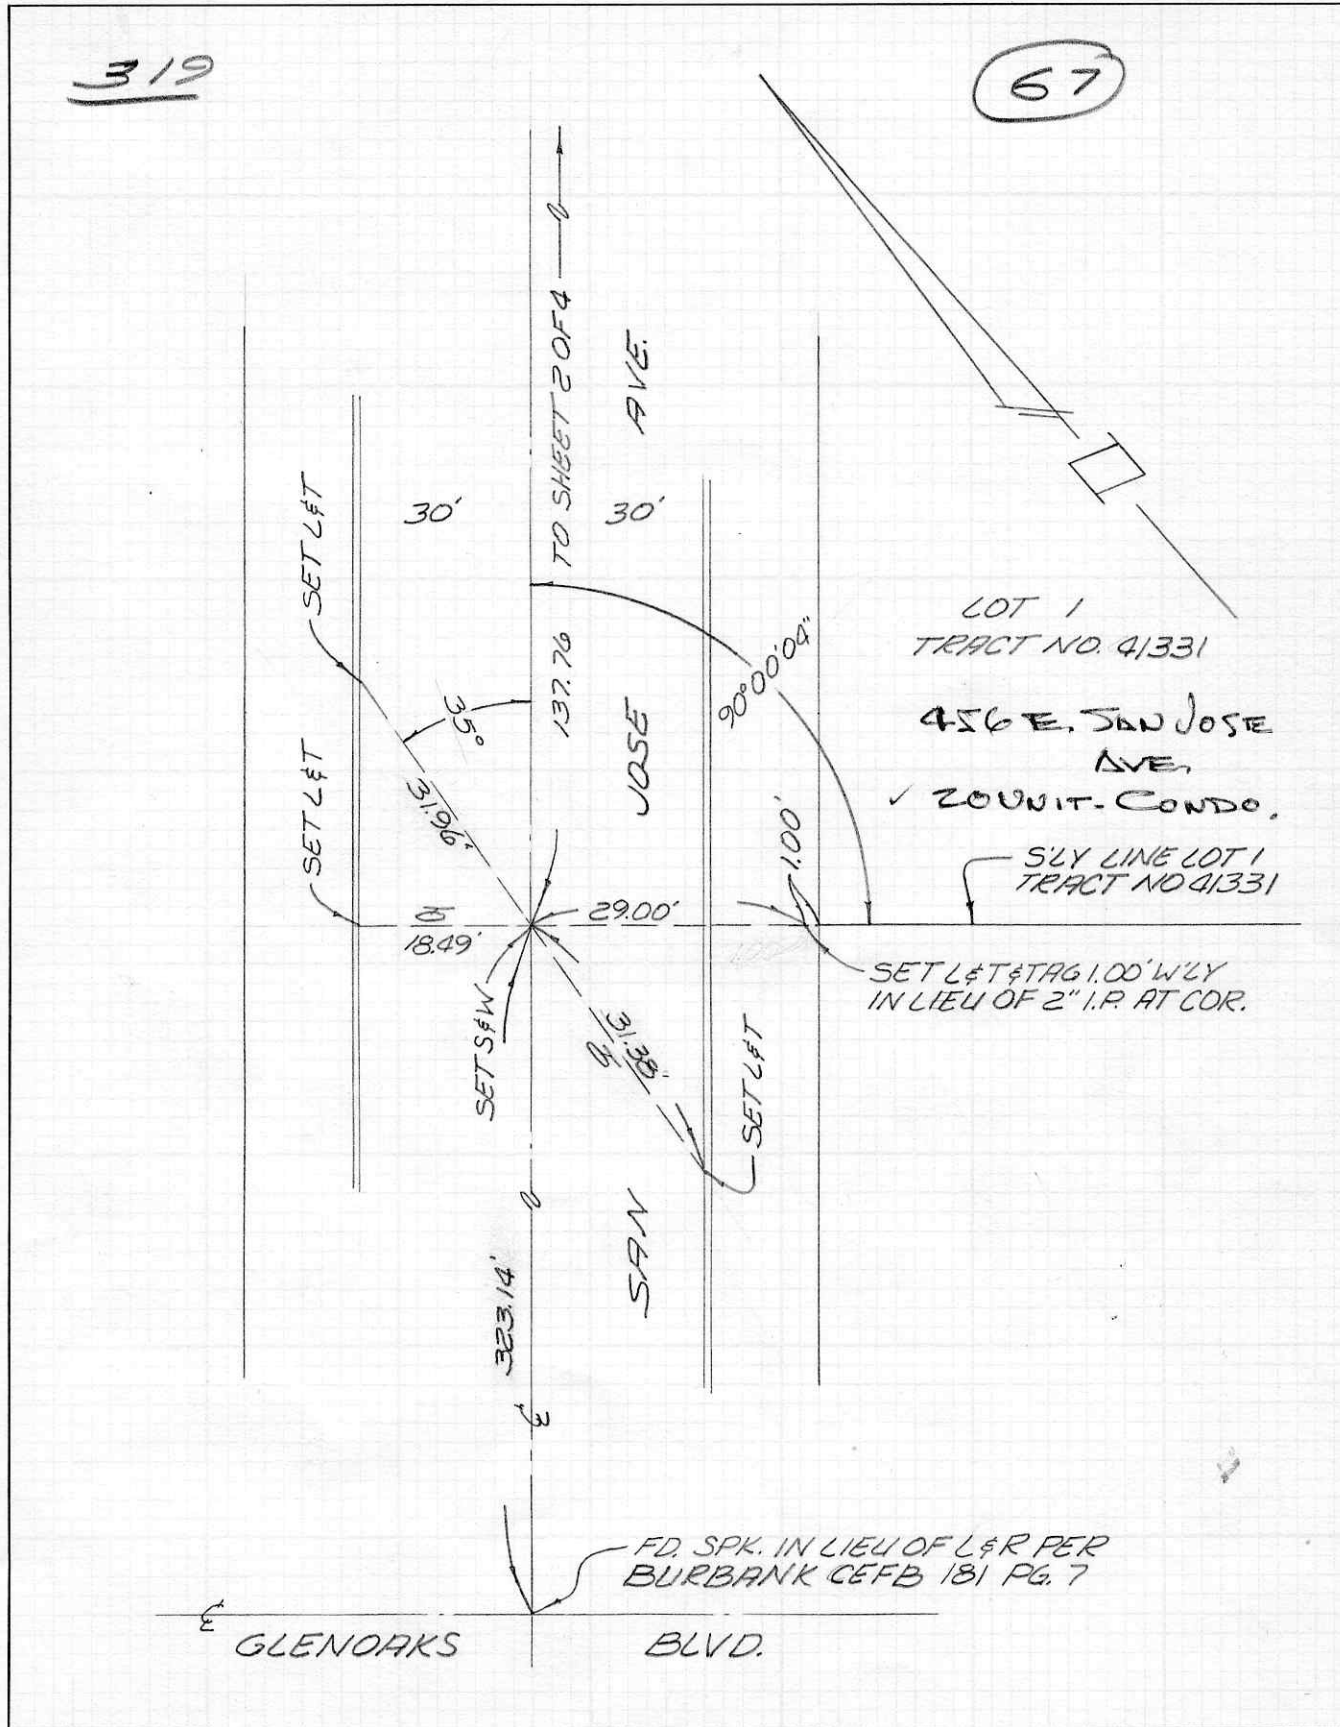 319
67
TO SHEET 2 OF 4
AVE.
30'
30'
SET L&T
LOT 1
TRACT NO. 41331
137.76
90°00'04"
35°
JOSE
456 E. SAN JOSE
AVE.
✓ 20 UNIT- CONDO.
SET L&T
1.00'
S'LY LINE LOT 1
TRACT NO 41331
29.00'
18.49'
SET L&T&TAG 1.00' W'LY
IN LIEU OF 2" I.P. AT COR.
SET S&W
31.38'
SET L&T
SAN
323.14'
FD. SPK. IN LIEU OF L&R PER
BURBANK CEFB 181 PG. 7
GLENOAKS BLVD.